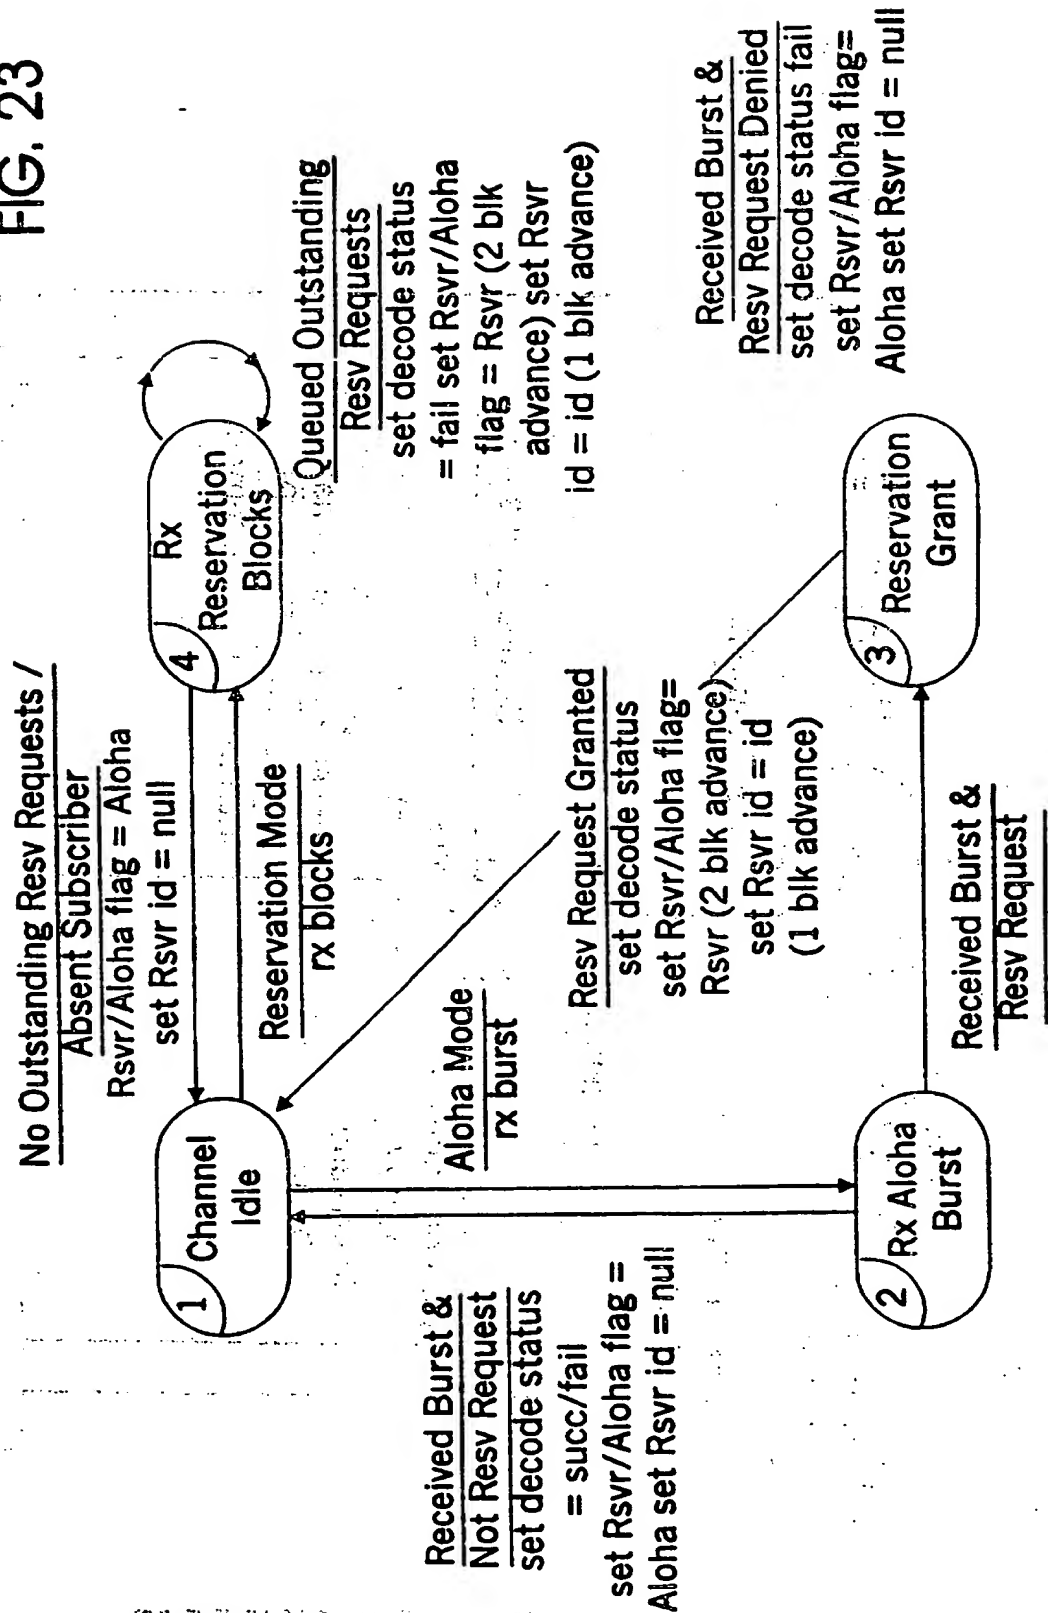 FIG. 23
No Outstanding Resv Requests /
Absent Subscriber
Rsvr/Aloha flag = Aloha
set Rsvr id = null
1
Channel
Idle
Reservation Mode
rx blocks
4
Rx
Reservation
Blocks
Queued Outstanding
Resv Requests
set decode status
= fail set Rsvr/Aloha
flag = Rsvr (2 blk
advance) set Rsvr
id = id (1 blk advance)
Received Burst &
Not Resv Request
set decode status
= succ/fail
set Rsvr/Aloha flag =
Aloha set Rsvr id = null
Aloha Mode
rx burst
Resv Request Granted
set decode status
set Rsvr/Aloha flag=
Rsvr (2 blk advance)
set Rsvr id = id
(1 blk advance)
Received Burst &
Resv Request Denied
set decode status fail
set Rsvr/Aloha flag=
Aloha set Rsvr id = null
2
Rx Aloha
Burst
Received Burst &
Resv Request
3
Reservation
Grant